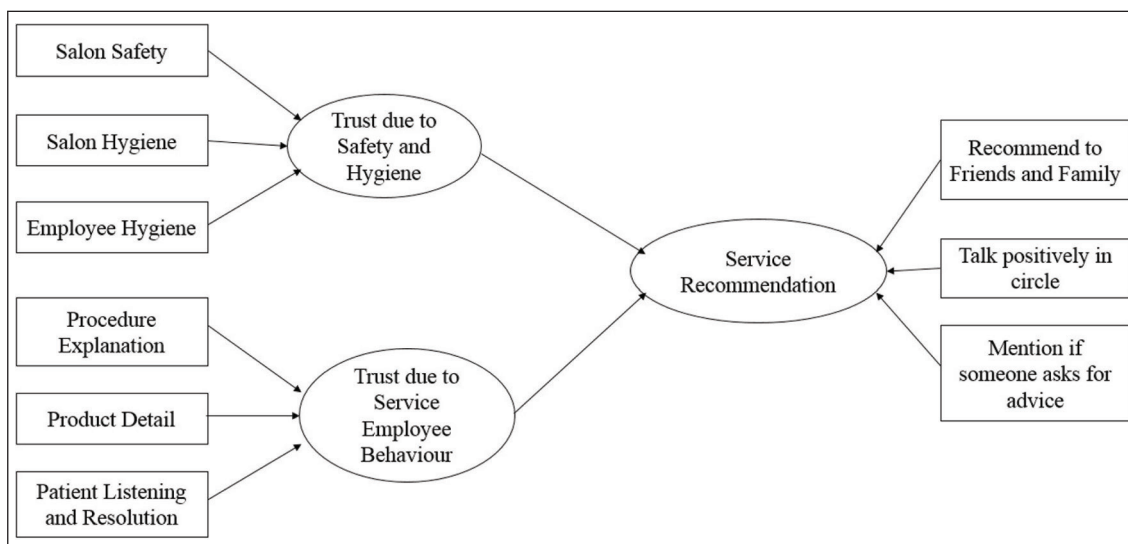 Salon Safety
Salon Hygiene
Employee Hygiene
Trust due to
Safety and
Hygiene
Procedure
Explanation
Product Detail
Patient Listening
and Resolution
Trust due to
Service
Employee
Behaviour
Service
Recommendation
Recommend to
Friends and Family
Talk positively in
circle
Mention if
someone asks for
advice